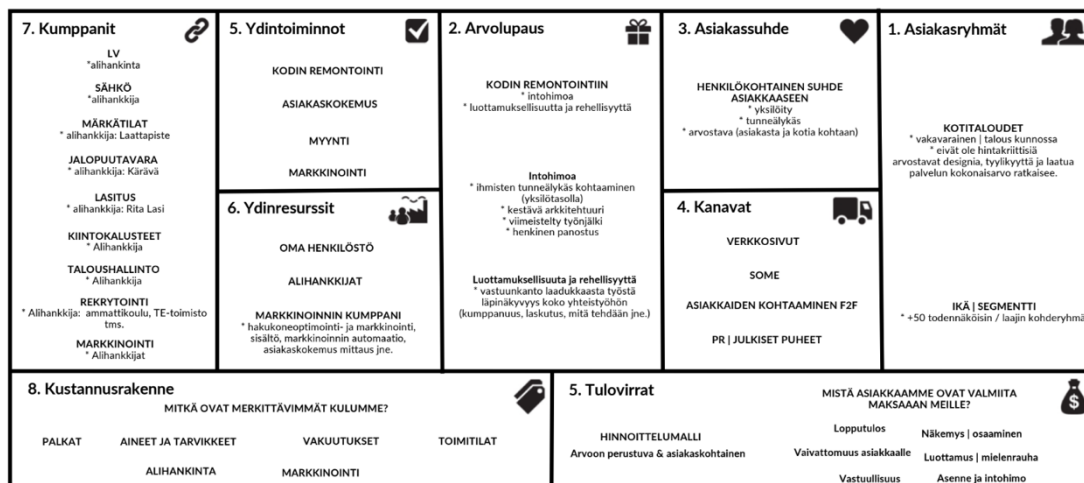 7. Kumppanit
LV
*alihankinta
SÄHKÖ
*alihankkija
MÄRKÄTILAT
* alihankkija: Laattapiste
JALOPUUTAVARA
* alihankkija: Kärävä
LASITUS
* alihankkija: Rita Lasi
KIINTOKALUSTEET
* Alihankkija
TALOUSHALLINTO
* Alihankkija
REKRYTOINTI
* Alihankkija: ammattikoulu, TE-toimisto
tms.
MARKKINOINTI
* Alihankkijat
5. Ydintoiminnot
KODIN REMONTOINTI
ASIAKASKOKEMUS
MYYNTI
MARKKINOINTI
6. Ydinresurssit
OMA HENKILÖSTÖ
ALIHANKKIJAT
MARKKINOINNIN KUMPPANI
* hakukoneoptimointi- ja markkinointi,
sisältö, markkinoinnin automaatio,
asiakaskokemus mittaus jne.
2. Arvolupaus
KODIN REMONTOINTIIN
* intohimoa
* luottamuksellisuutta ja rehellisyyttä
Intohimoa
* ihmisten tunneälykäs kohtaaminen
(yksilötasolla)
* kestävä arkkitehtuuri
* viimeistelty työnjälki
* henkinen panostus
Luottamuksellisuuta ja rehellisyyttä
* vastuunkanto laadukkaasta työstä
läpinäkyvyys koko yhteistyöhön
(kumppanuus, laskutus, mitä tehdään jne.)
3. Asiakassuhde
HENKILÖKOHTAINEN SUHDE
ASIAKKAASEEN
* yksilöity
* tunneälykäs
* arvostava (asiakasta ja kotia kohtaan)
4. Kanavat
VERKKOSIVUT
SOME
ASIAKKAIDEN KOHTAAMINEN F2F
PR | JULKISET PUHEET
1. Asiakasryhmät
KOTITALOUDET
* vakavarainen | talous kunnossa
* eivät ole hintakriittisiä
arvostavat designia, tyylikyyttä ja laatua
palvelun kokonaisarvo ratkaisee.
IKÄ | SEGMENTTI
* +50 todennäköisin / laajin kohderyhmä
8. Kustannusrakenne
MITKÄ OVAT MERKITTÄVIMMÄT KULUMME?
PALKAT
AINEET JA TARVIKKEET
VAKUUTUKSET
TOIMITILAT
ALIHANKINTA
MARKKINOINTI
5. Tulovirrat
MISTÄ ASIAKKAAMME OVAT VALMIITA
MAKSAAAN MEILLE?
HINNOITTELUMALLI
Arvoon perustuva & asiakaskohtainen
Lopputulos
Näkemys | osaaminen
Vaivattomuus asiakkaalle
Luottamus | mielenrauha
Vastuullisuus
Asenne ja intohimo
$